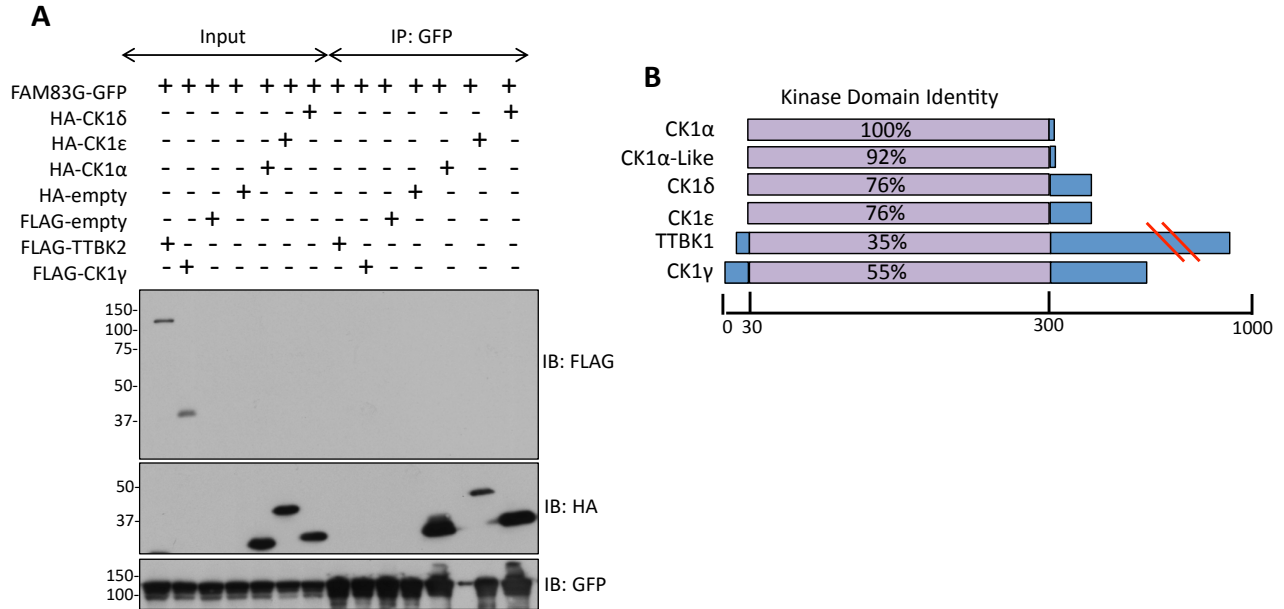 A
Input IP: GFP
FAM83G-GFP + + + + + + + + + + + + + +
HA-CK1δ - - - - - - + - - - - - - +
HA-CK1ε - - - - - + - - - - - - + -
HA-CK1α - - - - + - - - - - - + - -
HA-empty - - - + - - - - - - + - - -
FLAG-empty - - + - - - - - - + - - - -
FLAG-TTBK2 + - - - - - - + - - - - - -
FLAG-CK1γ - + - - - - - - + - - - - -
150-
100-
75-
50-
37-
IB: FLAG
50-
37-
IB: HA
150-
100-
IB: GFP
B
Kinase Domain Identity
CK1α 100%
CK1α-Like 92%
CK1δ 76%
CK1ε 76%
TTBK1 35%
CK1γ 55%
0 30 300 1000